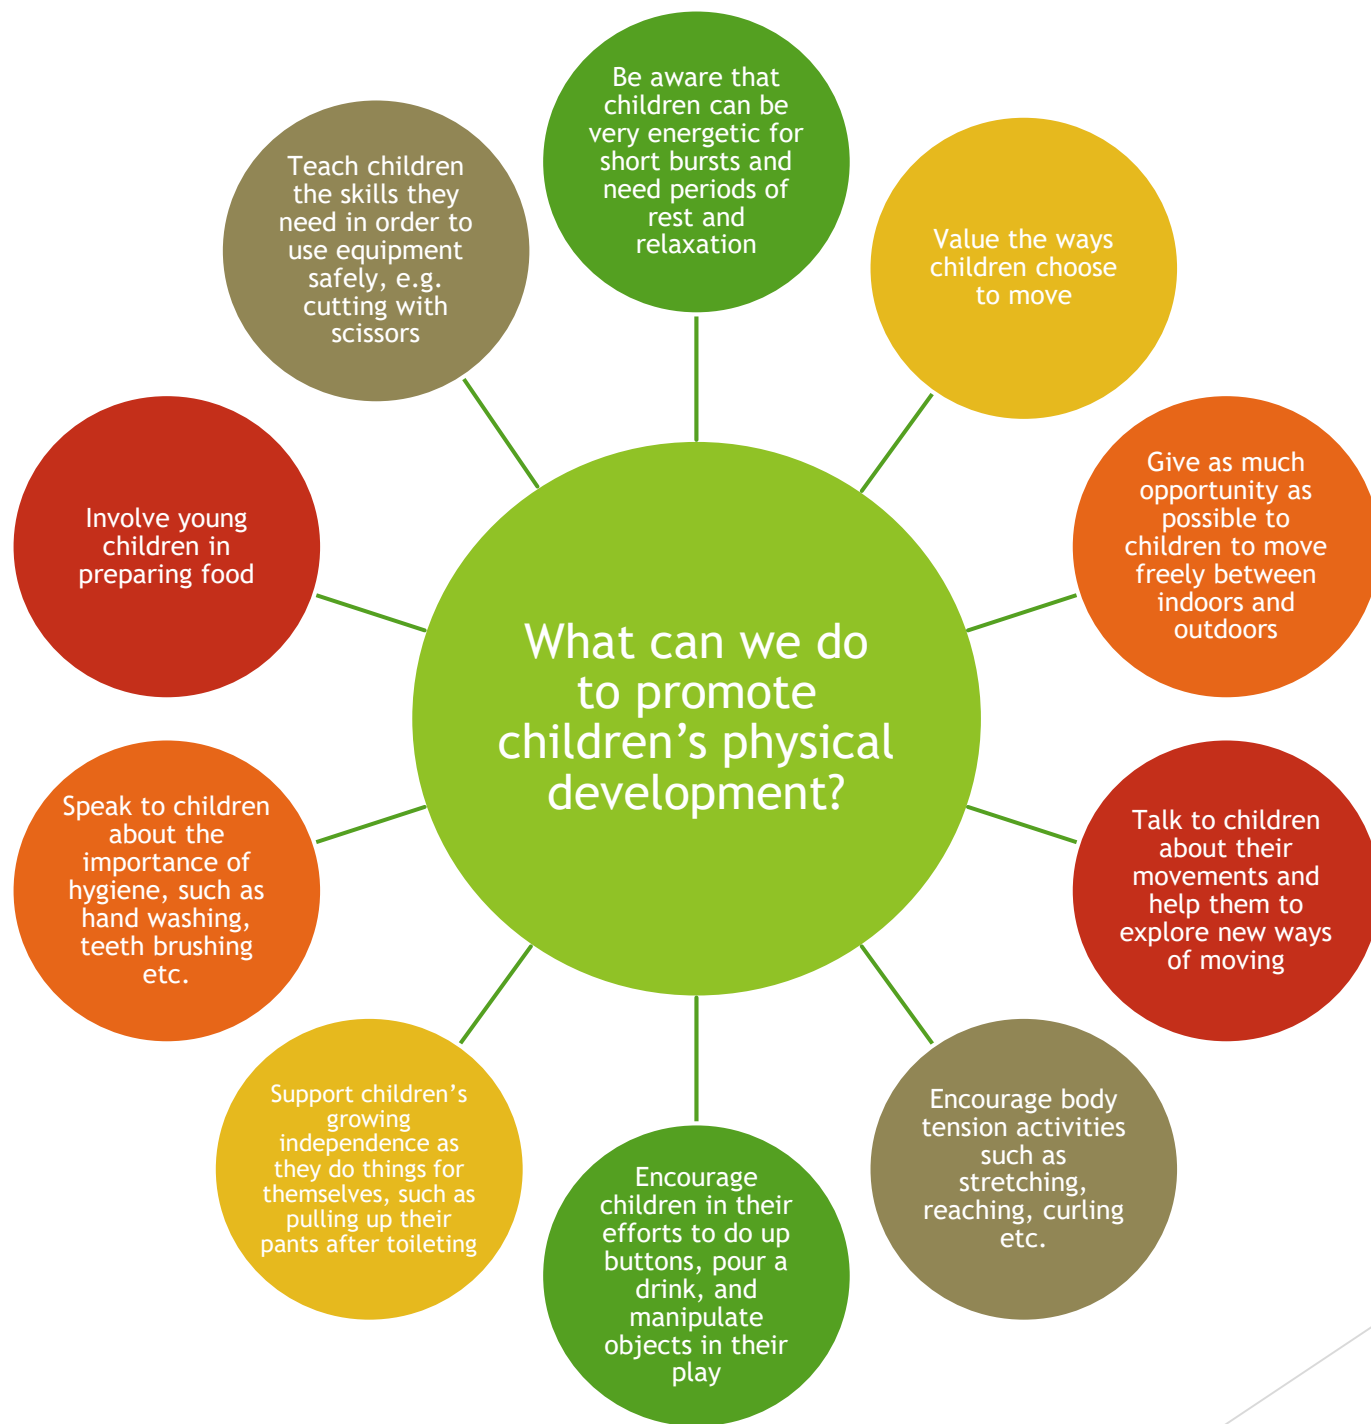 Be aware that
children can be
very energetic for
short bursts and
need periods of
rest and
relaxation
Value the ways
children choose
to move
Give as much
opportunity as
possible to
children to move
freely between
indoors and
outdoors
Talk to children
about their
movements and
help them to
explore new ways
of moving
Encourage body
tension activities
such as
stretching,
reaching, curling
etc.
Encourage
children in their
efforts to do up
buttons, pour a
drink, and
manipulate
objects in their
play
Support children’s
growing
independence as
they do things for
themselves, such as
pulling up their
pants after toileting
Speak to children
about the
importance of
hygiene, such as
hand washing,
teeth brushing
etc.
Involve young
children in
preparing food
Teach children
the skills they
need in order to
use equipment
safely, e.g.
cutting with
scissors
What can we do
to promote
children’s physical
development?